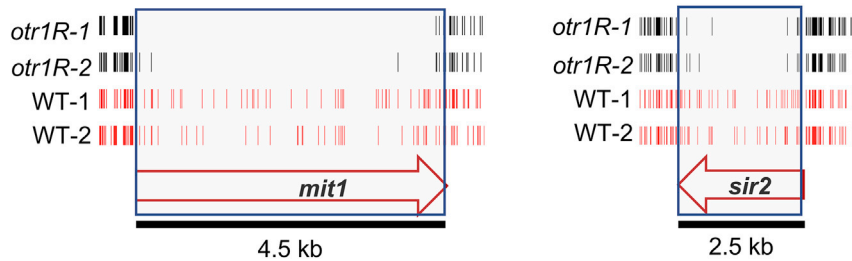 otr1R-1
otr1R-2
WT-1
WT-2
mit1
4.5 kb
otr1R-1
otr1R-2
WT-1
WT-2
sir2
2.5 kb